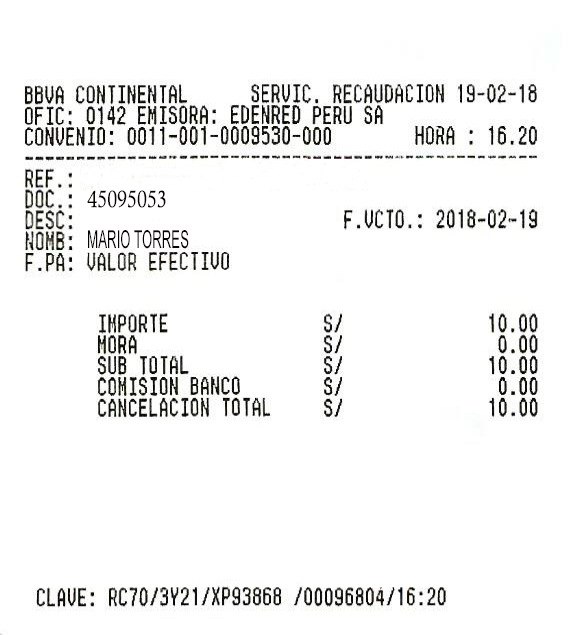 BBVA CONTINENTAL SERVIC. RECAUDACION 19-02-18
OFIC: 0142 EMISORA: EDENRED PERU SA
CONVENIO: 0011-001-0009530-000 HORA : 16.20
REF.:
DOC.: 45095053
DESC: F.VCTO.: 2018-02-19
NOMB: MARIO TORRES
F.PA: VALOR EFECTIVO
IMPORTE S/ 10.00
MORA S/ 0.00
SUB TOTAL S/ 10.00
COMISION BANCO S/ 0.00
CANCELACION TOTAL S/ 10.00
CLAVE: RC70/3Y21/XP93868 /00096804/16:20